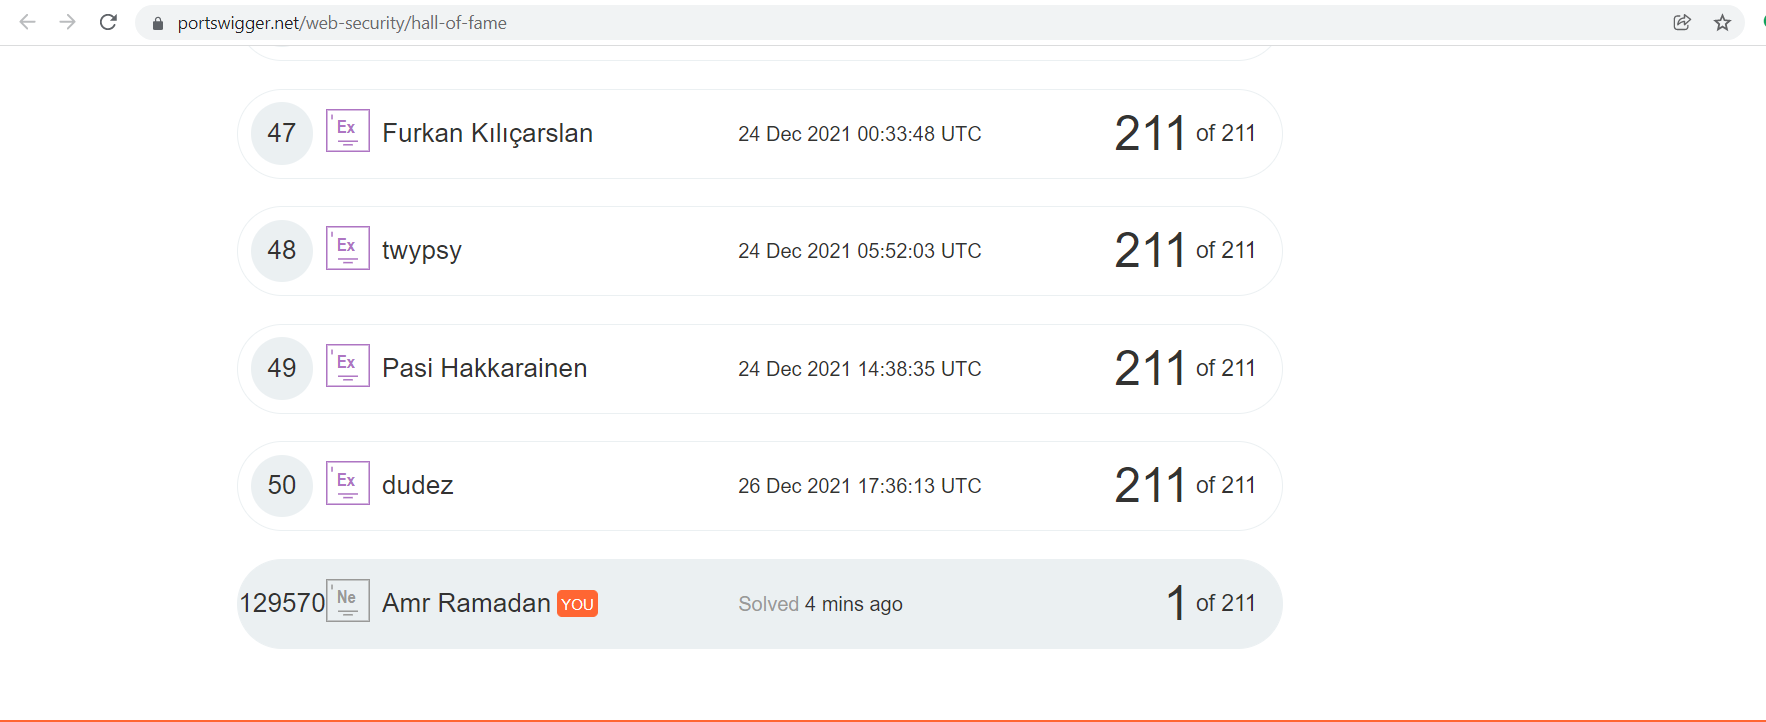 portswigger.net/web-security/hall-of-fame
47 Ex Furkan Kılıçarslan 24 Dec 2021 00:33:48 UTC 211 of 211
48 Ex twypsy 24 Dec 2021 05:52:03 UTC 211 of 211
49 Ex Pasi Hakkarainen 24 Dec 2021 14:38:35 UTC 211 of 211
50 Ex dudez 26 Dec 2021 17:36:13 UTC 211 of 211
129570 Ne Amr Ramadan YOU Solved 4 mins ago 1 of 211